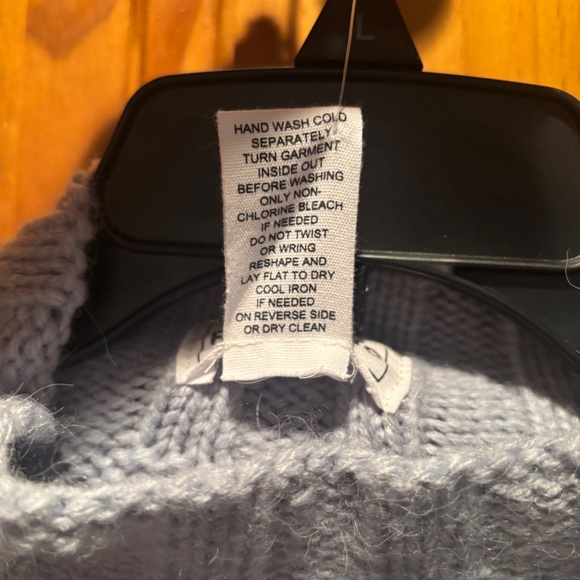 L
HAND WASH COLD
SEPARATELY
TURN GARMENT
INSIDE OUT
BEFORE WASHING
ONLY NON-
CHLORINE BLEACH
IF NEEDED
DO NOT TWIST
OR WRING
RESHAPE AND
LAY FLAT TO DRY
COOL IRON
IF NEEDED
ON REVERSE SIDE
OR DRY CLEAN